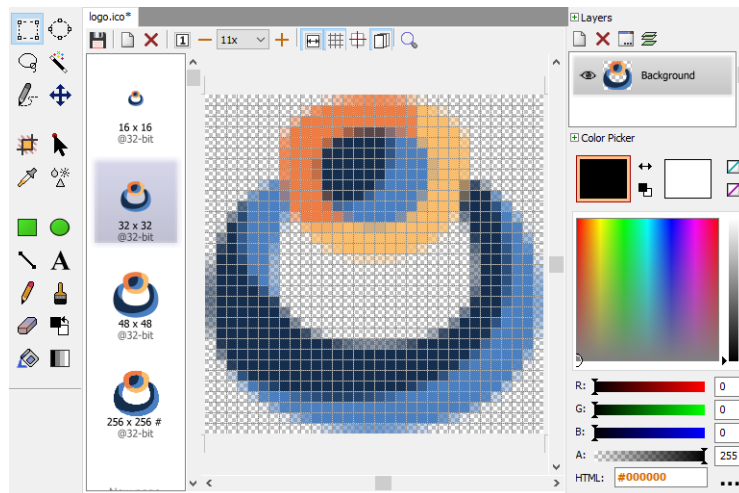 logo.ico*
1
11x
16 x 16
@32-bit
32 x 32
@32-bit
48 x 48
@32-bit
256 x 256 #
@32-bit
Layers
Background
Color Picker
R:
0
G:
0
B:
0
A:
255
HTML:
#000000
...
A